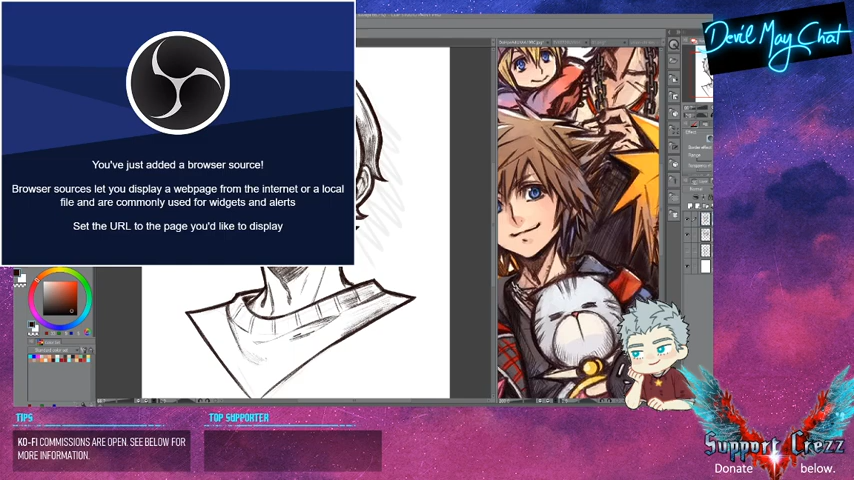 You've just added a browser source!
Browser sources let you display a webpage from the internet or a local
file and are commonly used for widgets and alerts
Set the URL to the page you'd like to display
Devil May Chat
TIPS
KO-FI COMMISSIONS ARE OPEN. SEE BELOW FOR
MORE INFORMATION.
TOP SUPPORTER
Support Crezz
Donate below.